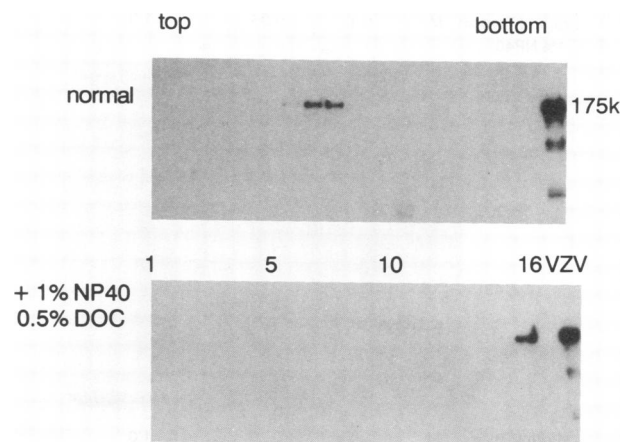 top bottom
normal 175k
1 5 10 16 VZV
+ 1% NP40
0.5% DOC